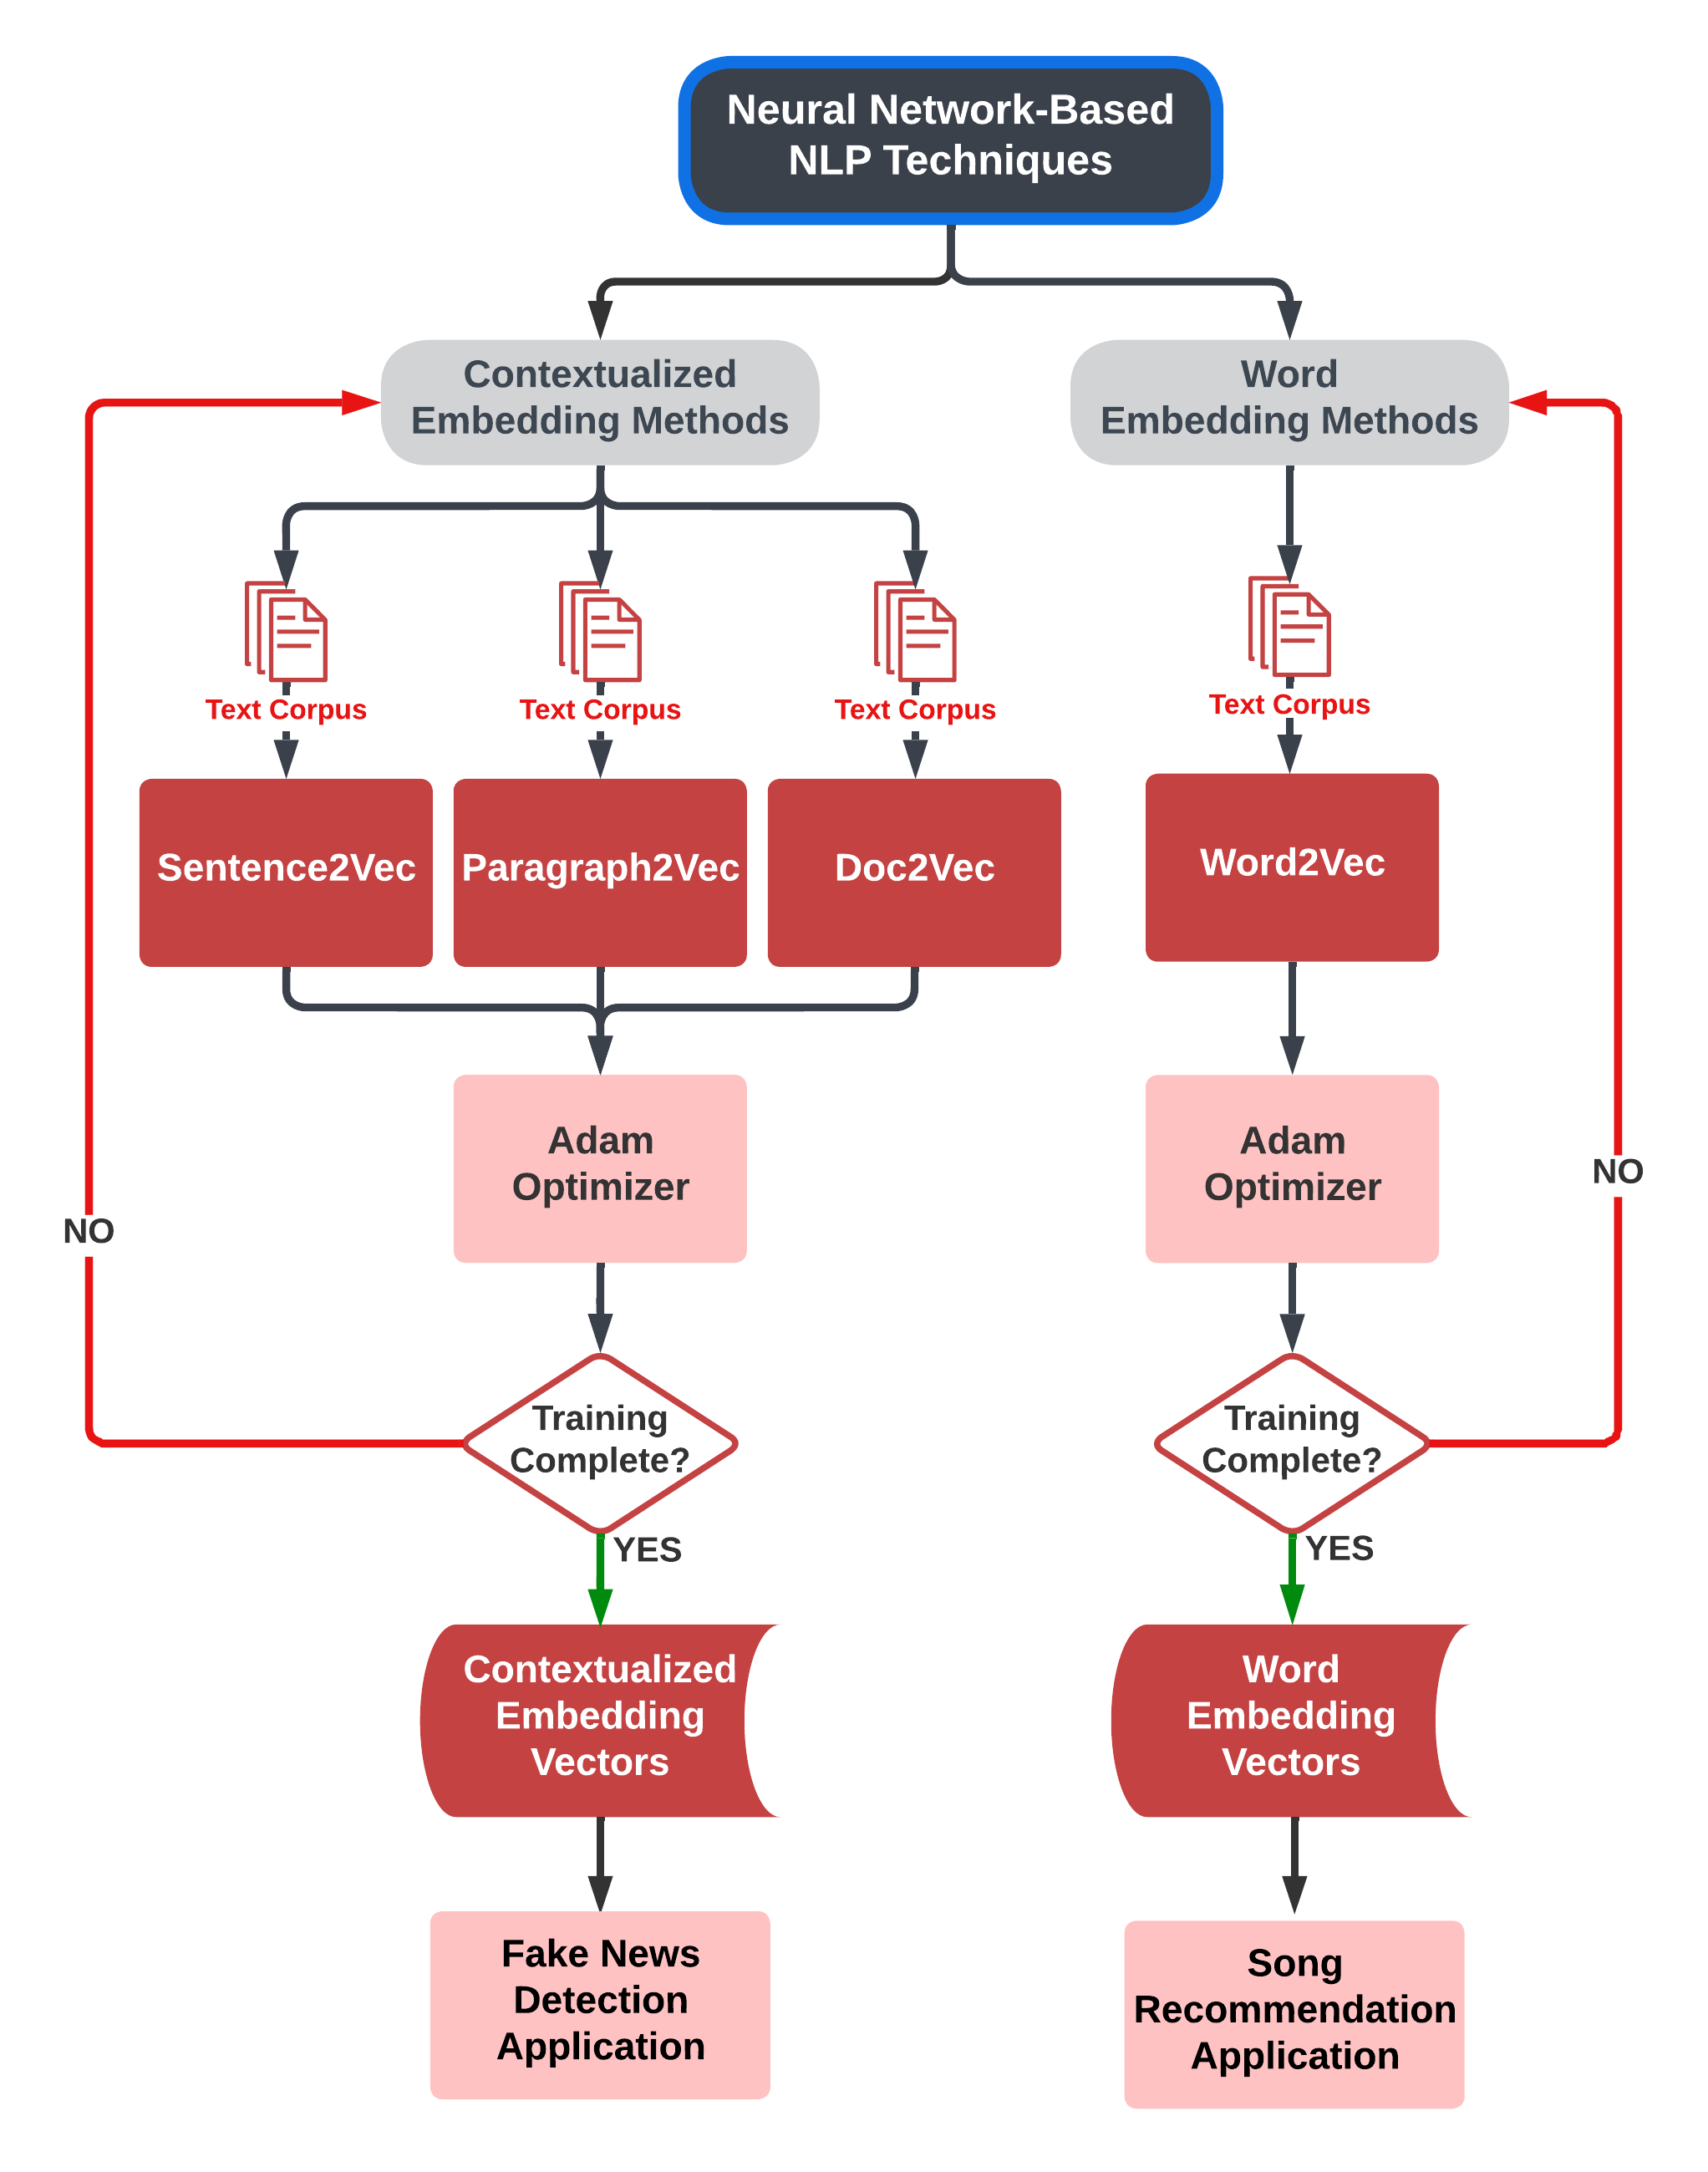 Neural Network-Based
NLP Techniques
Contextualized
Embedding Methods
Word
Embedding Methods
Text Corpus
Text Corpus
Text Corpus
Text Corpus
Sentence2Vec
Paragraph2Vec
Doc2Vec
Word2Vec
Adam
Optimizer
Adam
Optimizer
NO
NO
Training
Complete?
Training
Complete?
YES
YES
Contextualized
Embedding
Vectors
Word
Embedding
Vectors
Fake News
Detection
Application
Song
Recommendation
Application